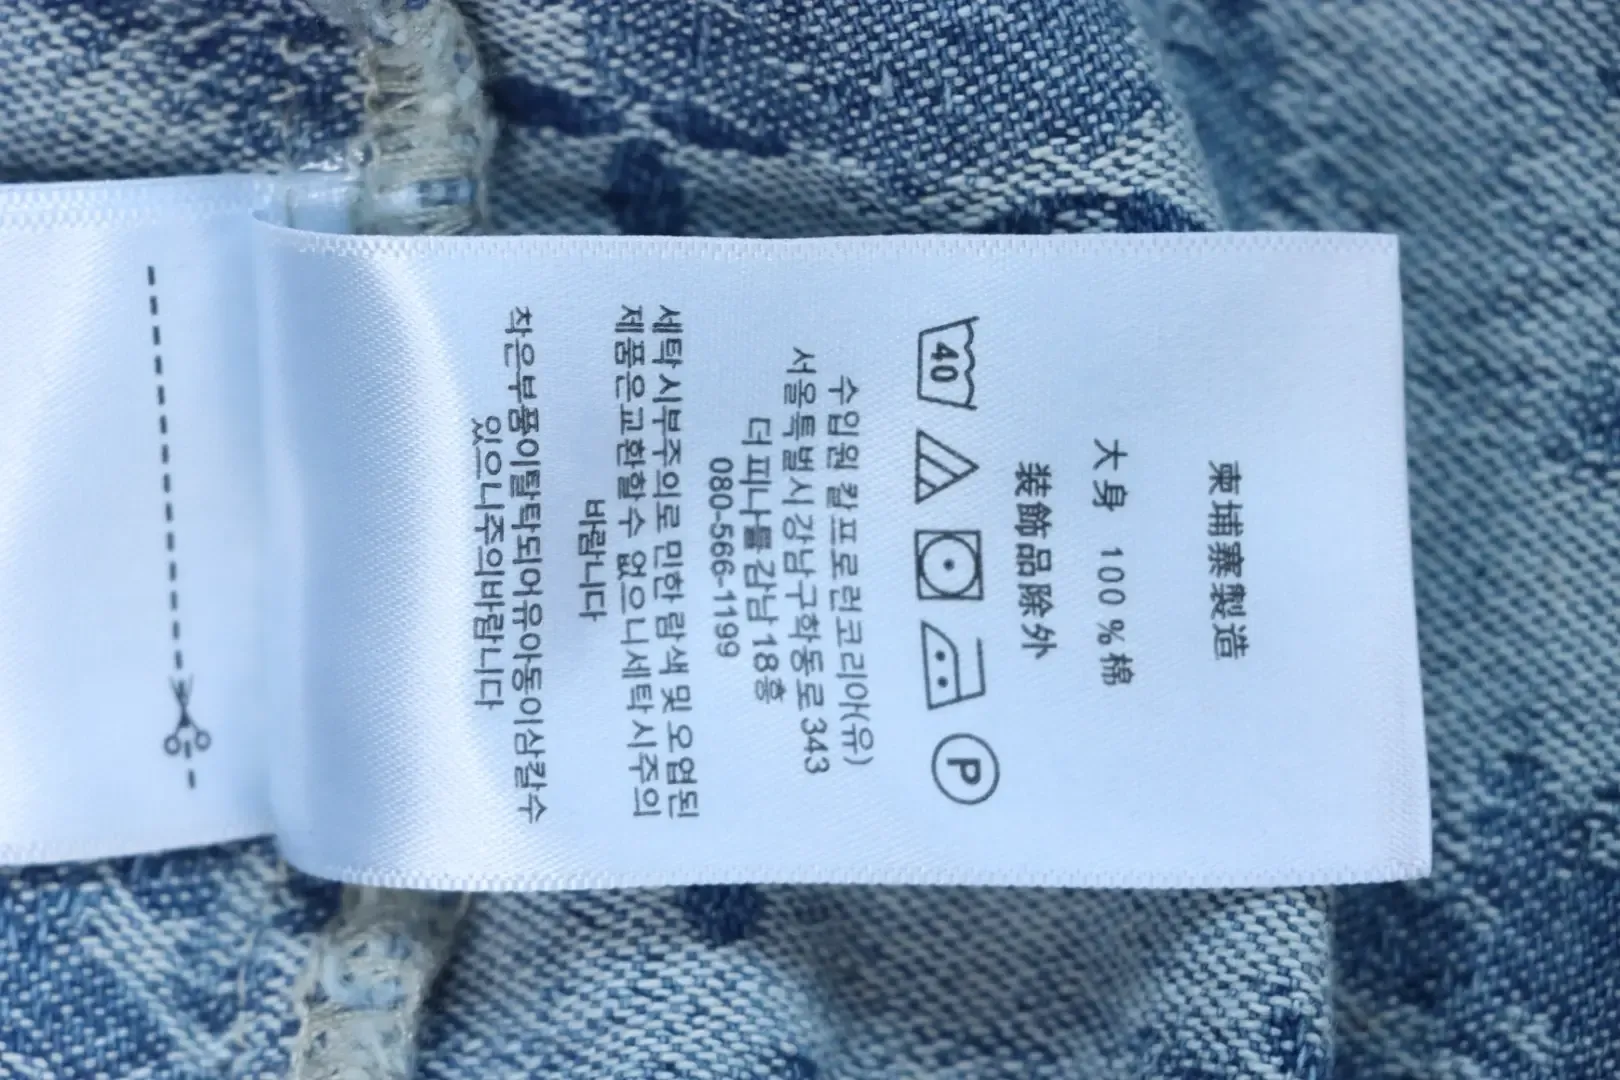 柬埔寨製造
大身 100%棉
裝飾品除外
40 P
수입원 랄프로런코리아(유)
서울특별시 강남구 학동로 343
더 피나클 강남 18층
080-566-1199
세탁 시 부주의로 인한 탈색 및 오염된
제품은 교환할 수 없으니 세탁 시 주의
바랍니다
작은 부품이 탈락되어 유아동이 삼킬 수
있으니 주의바랍니다